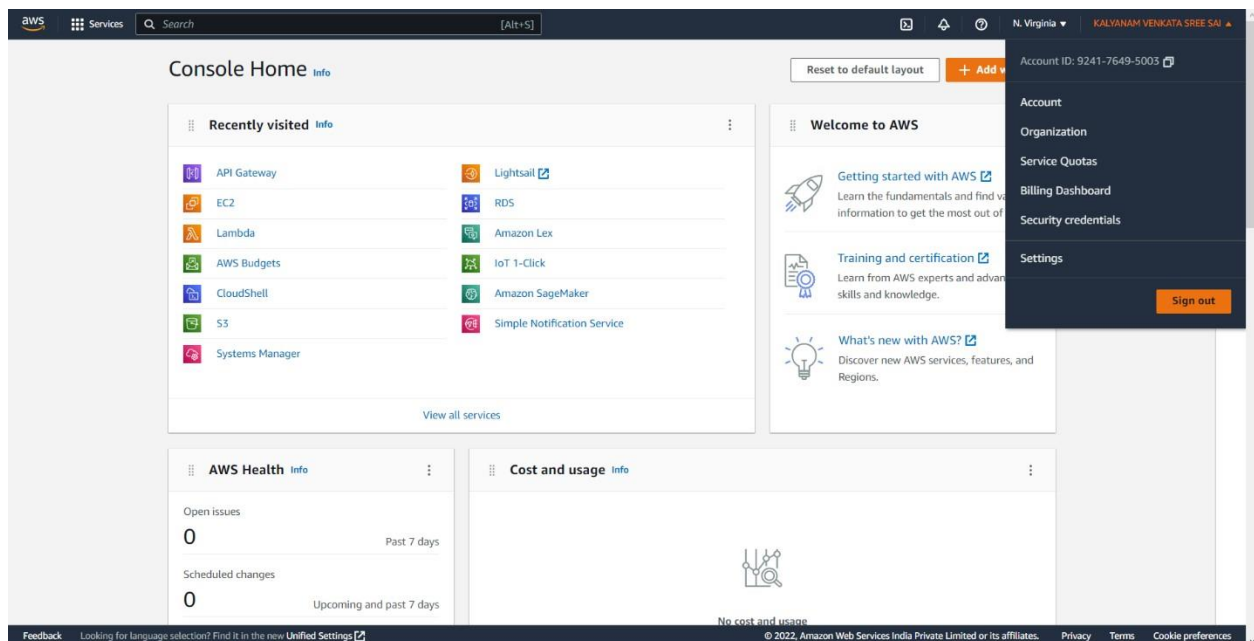 aws
Services
Search
[Alt+S]
N. Virginia
KALYANAM VENKATA SREE SAI
Account ID: 9241-7649-5003
Account
Organization
Service Quotas
Billing Dashboard
Security credentials
Settings
Sign out
Console Home Info
Reset to default layout
+ Add
Recently visited Info
API Gateway
EC2
Lambda
AWS Budgets
CloudShell
S3
Systems Manager
Lightsail
RDS
Amazon Lex
IoT 1-Click
Amazon SageMaker
Simple Notification Service
View all services
Welcome to AWS
Getting started with AWS
Learn the fundamentals and find
information to get the most out of
Training and certification
Learn from AWS experts and
skills and knowledge.
What's new with AWS?
Discover new AWS services, features, and
Regions.
AWS Health Info
Open issues
0
Past 7 days
Scheduled changes
0
Upcoming and past 7 days
Cost and usage Info
No cost and usage
Feedback
Looking for language selection? Find it in the new Unified Settings
© 2022, Amazon Web Services India Private Limited or its affiliates.
Privacy
Terms
Cookie preferences